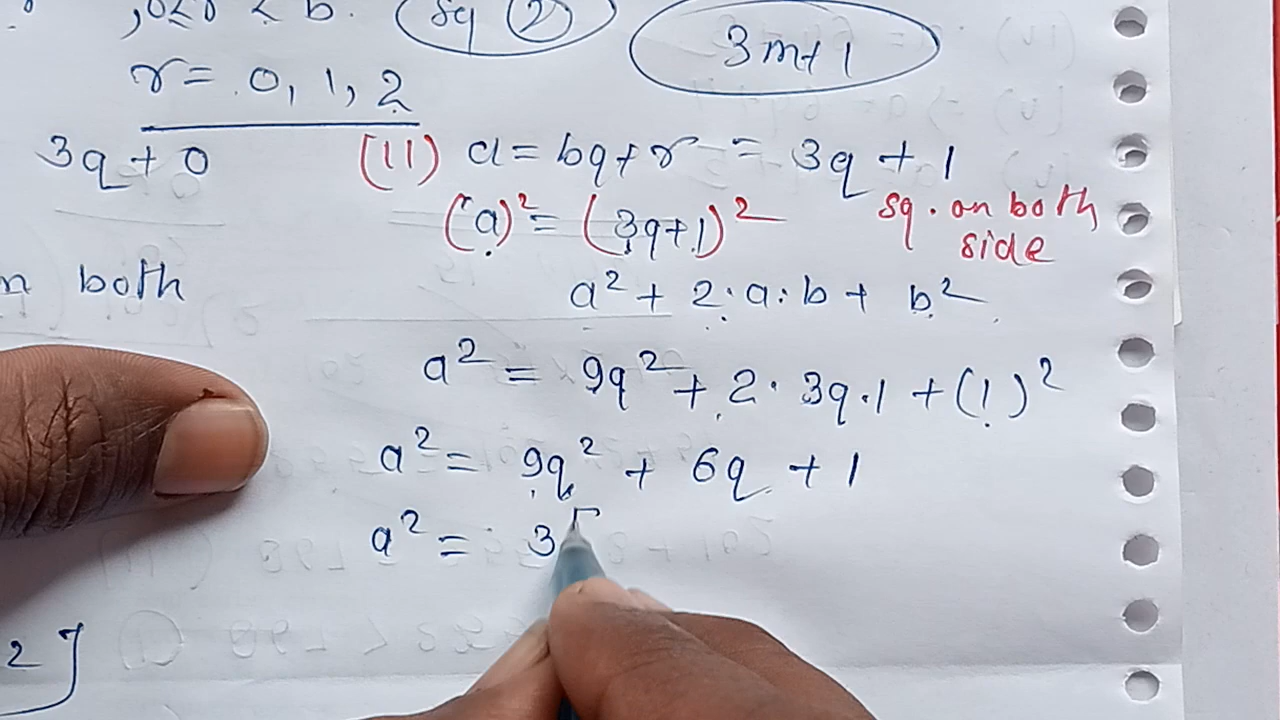 , 0≤r < b. sq (2) 3m+1
r = 0, 1, 2
3q + 0 (11) a = bq + r = 3q + 1
(a)² = (3q+1)² sq. on both side
n both a² + 2·a·b + b²
a² = 9q² + 2·3q·1 + (1)²
a² = 9q² + 6q + 1
a² = 3[
2]